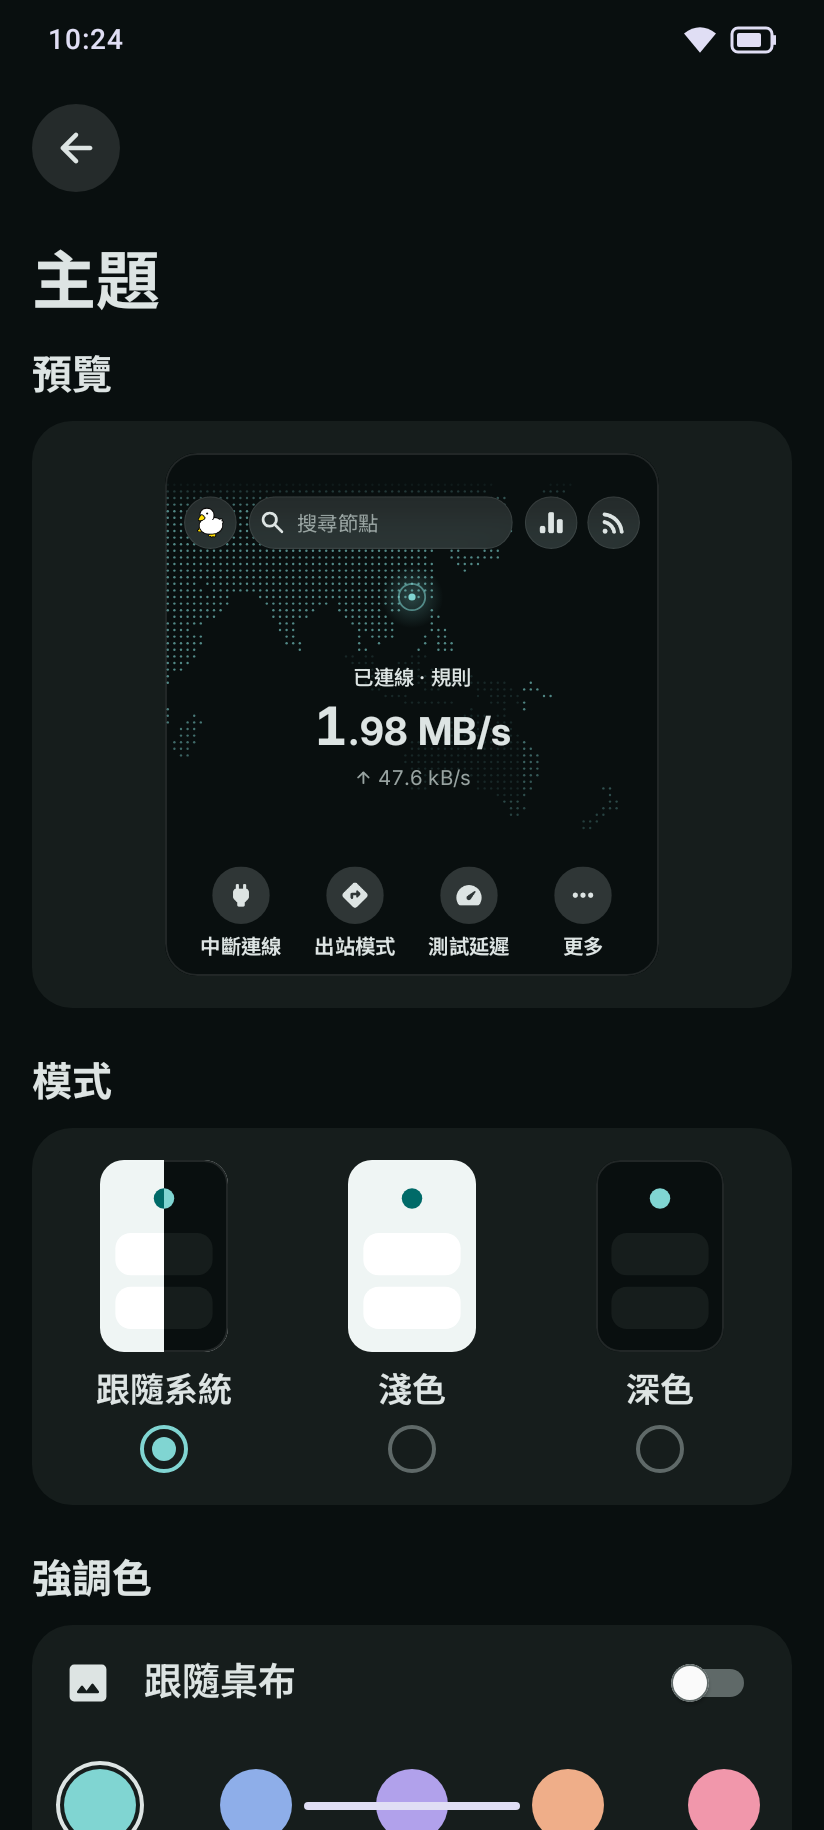 10:24
主題
預覽
搜尋節點
已連線 · 規則
1.98 MB/s
↑ 47.6 kB/s
中斷連線 出站模式 測試延遲 更多
模式
跟隨系統 淺色 深色
強調色
跟隨桌布